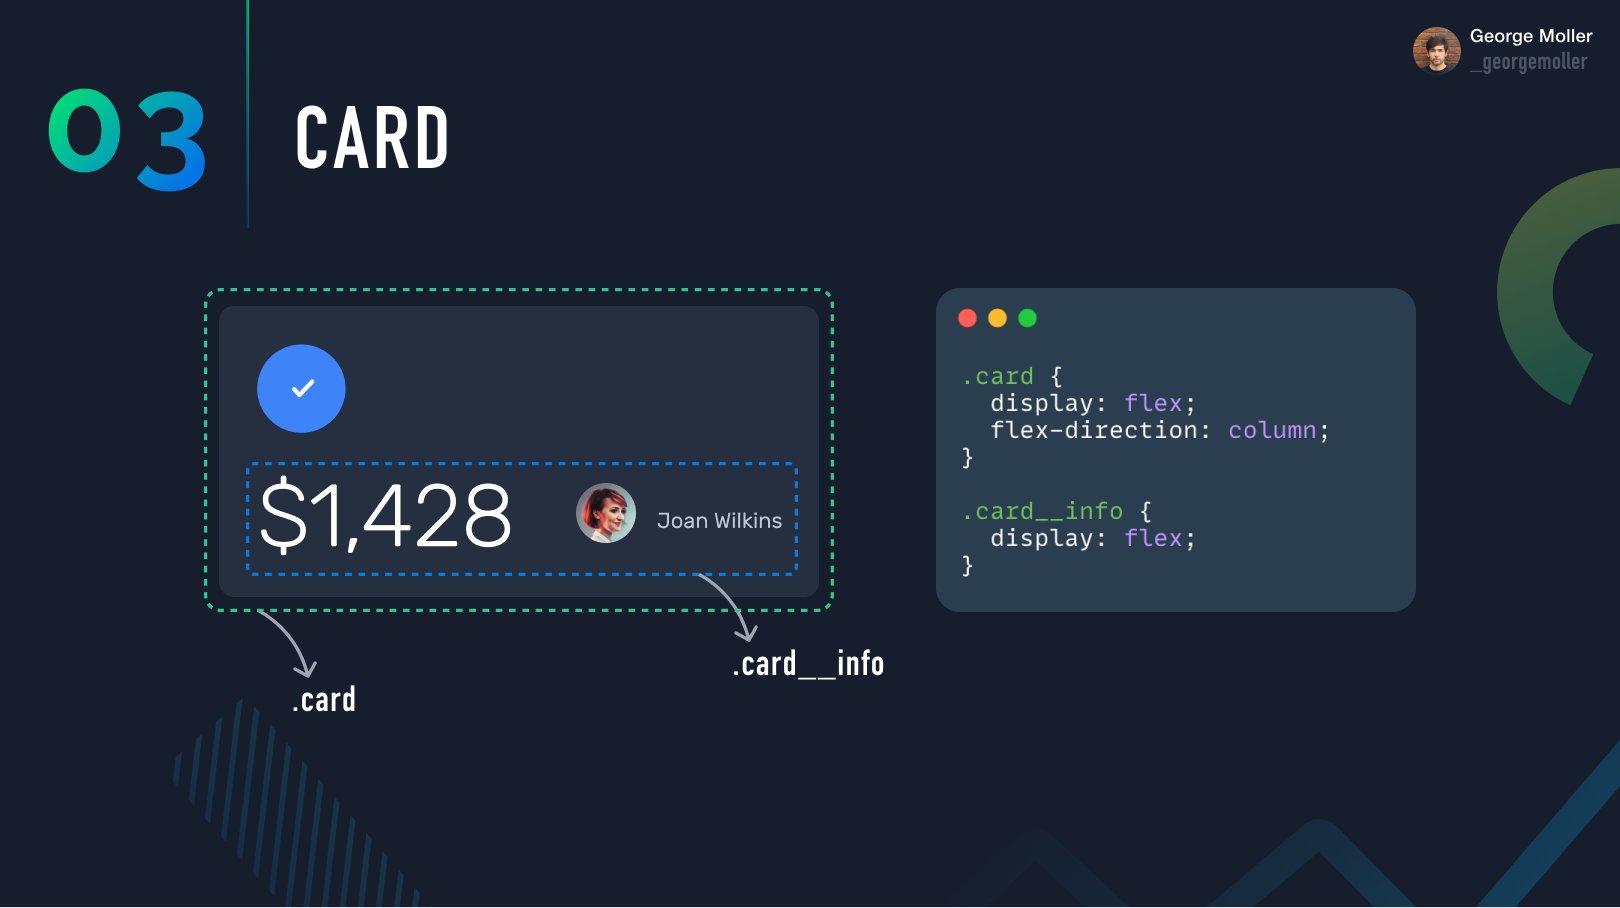 George Moller
_georgemoller
03
CARD
$1,428
Joan Wilkins
.card
.card__info
.card {
  display: flex;
  flex-direction: column;
}
.card__info {
  display: flex;
}